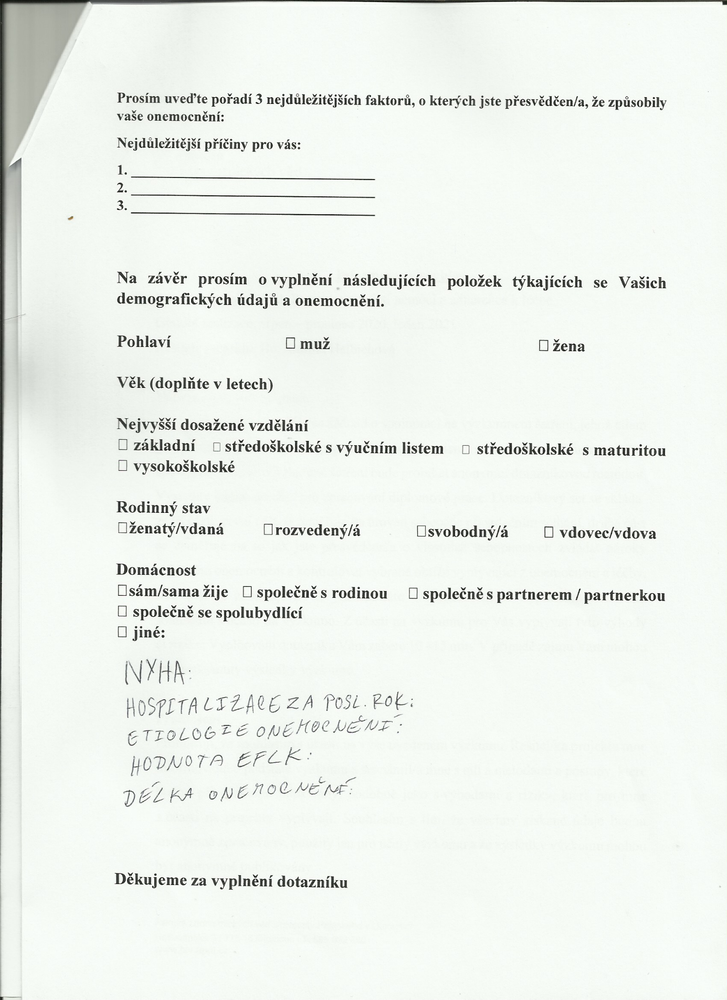 Prosím uveďte pořadí 3 nejdůležitějších faktorů, o kterých jste přesvědčen/a, že způsobily
vaše onemocnění:
Nejdůležitější příčiny pro vás:
1.
2.
3.
Na závěr prosím o vyplnění následujících položek týkajících se Vašich
demografických údajů a onemocnění.
Pohlaví □ muž □ žena
Věk (doplňte v letech)
Nejvyšší dosažené vzdělání
□ základní □ středoškolské s výučním listem □ středoškolské s maturitou
□ vysokoškolské
Rodinný stav
□ženatý/vdaná □rozvedený/á □svobodný/á □ vdovec/vdova
Domácnost
□sám/sama žije □ společně s rodinou □ společně s partnerem / partnerkou
□ společně se spolubydlící
□ jiné:
NYHA:
HOSPITALIZACE ZA POSL. ROK:
ETIOLOGIE ONEMOCNĚNÍ:
HODNOTA EFLK:
DÉLKA ONEMOCNĚNÍ:
Děkujeme za vyplnění dotazníku